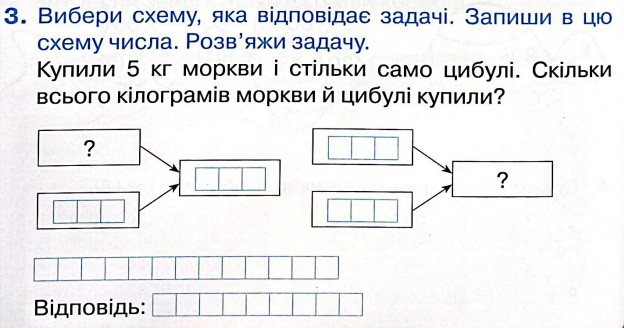 3. Вибери схему, яка відповідає задачі. Запиши в цю
схему числа. Розв’яжи задачу.
Купили 5 кг моркви і стільки само цибулі. Скільки
всього кілограмів моркви й цибулі купили?
?
?
Відповідь: